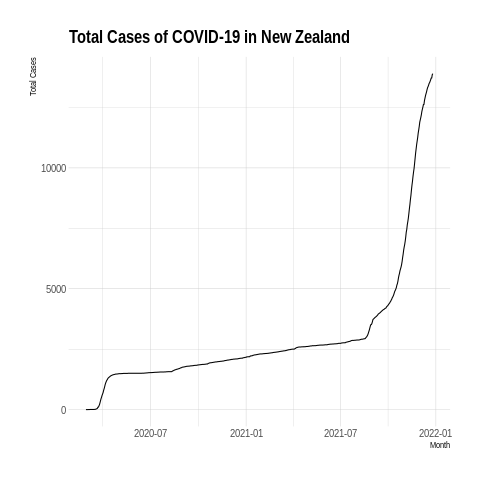 Total Cases of COVID-19 in New Zealand
Total Cases
10000
5000
0
2020-07
2021-01
2021-07
2022-01
Month